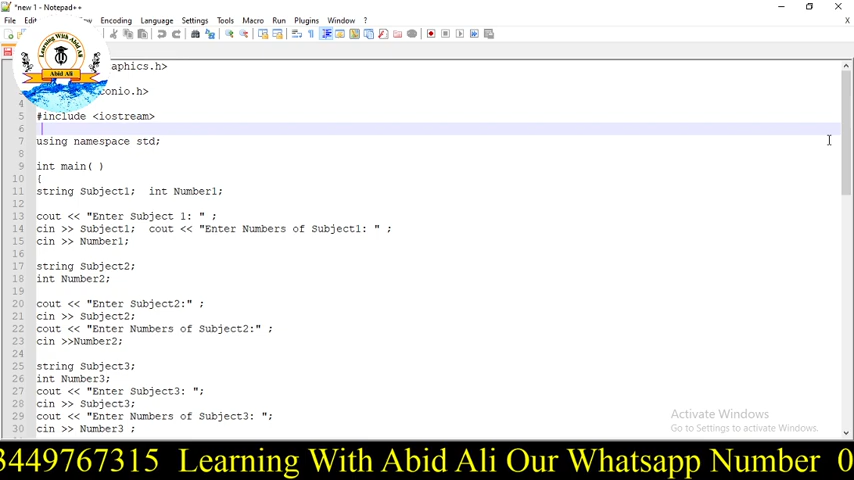 *new 1 - Notepad++
File Edit Encoding Language Settings Tools Macro Run Plugins Window ?
X
Learning With Abid Ali
Abid Ali
aphics.h>
conio.h>
4
5 #include <iostream>
6
7 using namespace std;
8
9 int main( )
10 {
11 string Subject1; int Number1;
12
13 cout << "Enter Subject 1: " ;
14 cin >> Subject1; cout << "Enter Numbers of Subject1: " ;
15 cin >> Number1;
16
17 string Subject2;
18 int Number2;
19
20 cout << "Enter Subject2:" ;
21 cin >> Subject2;
22 cout << "Enter Numbers of Subject2:" ;
23 cin >>Number2;
24
25 string Subject3;
26 int Number3;
27 cout << "Enter Subject3: ";
28 cin >> Subject3;
29 cout << "Enter Numbers of Subject3: ";
30 cin >> Number3 ;
Activate Windows
Go to Settings to activate Windows.
3449767315 Learning With Abid Ali Our Whatsapp Number 0